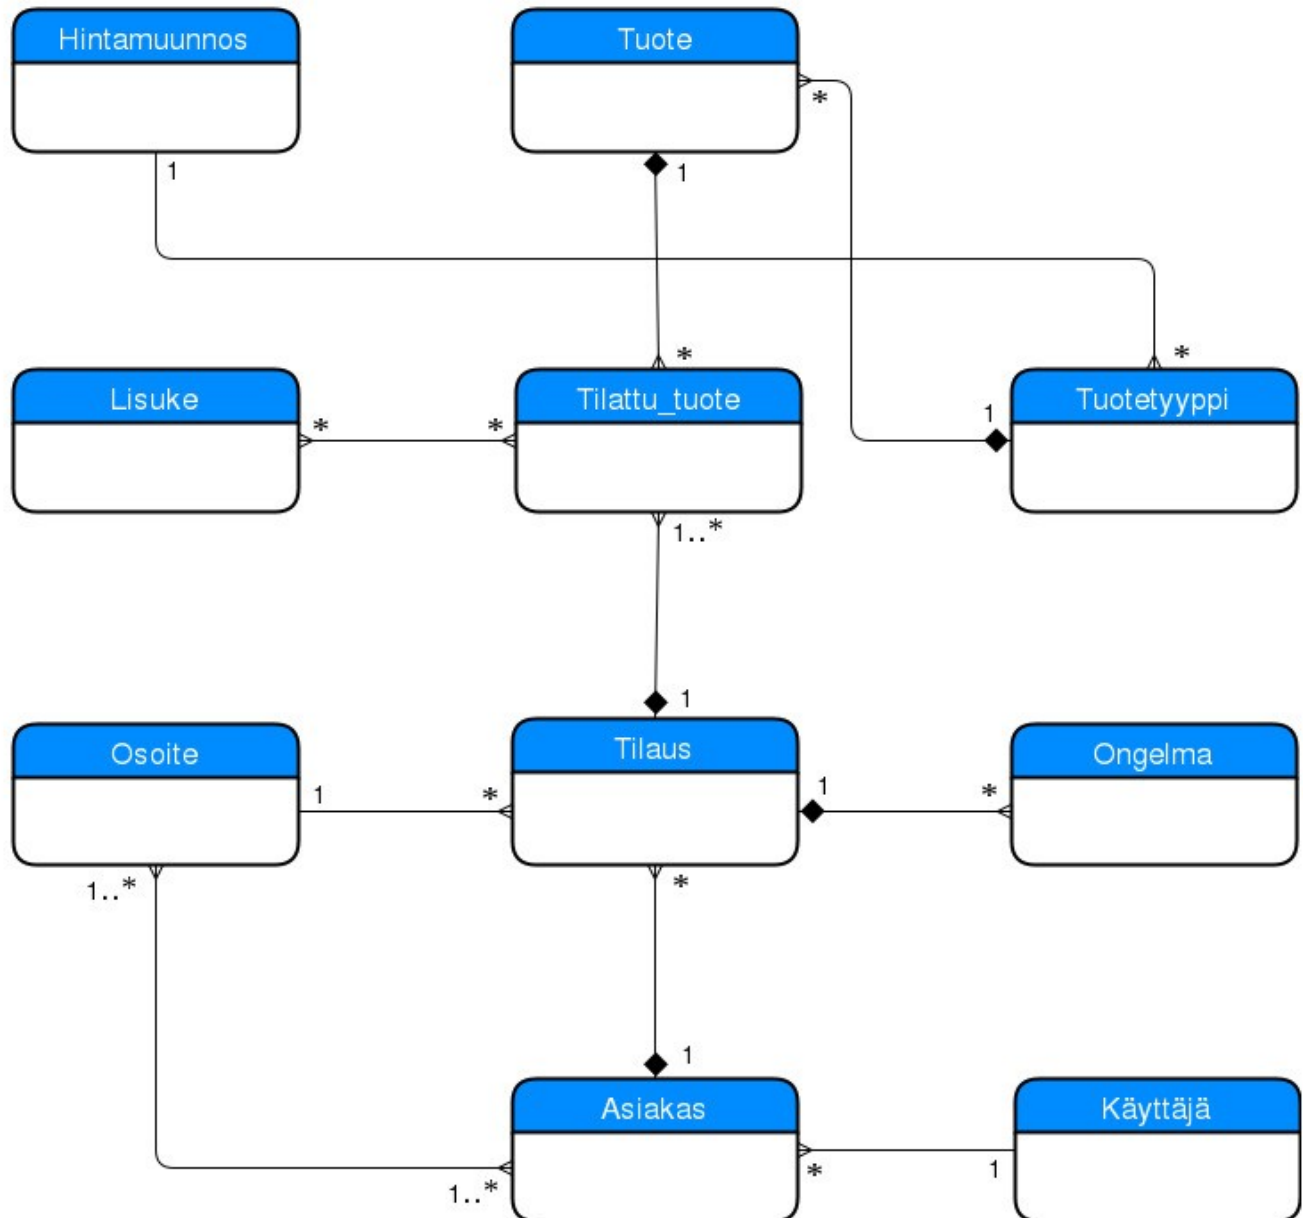 Hintamuunnos
Tuote
*
1
1
*
*
Lisuke
Tilattu_tuote
Tuotetyyppi
*
*
1
1..*
1
Osoite
Tilaus
Ongelma
1
*
1
*
1..*
*
1
Asiakas
Käyttäjä
*
1
1..*